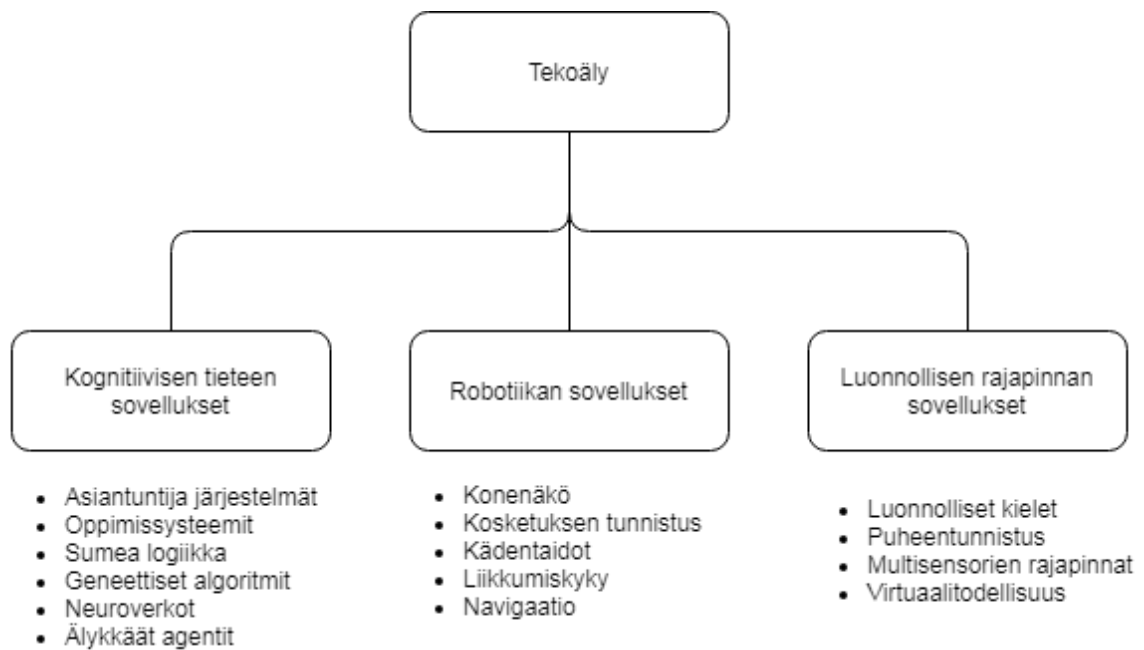 Tekoäly
Kognitiivisen tieteen
sovellukset
Robotiikan sovellukset
Luonnollisen rajapinnan
sovellukset
Asiantuntija järjestelmät
Oppimissysteemit
Sumea logiikka
Geneettiset algoritmit
Neuroverkot
Älykkäät agentit
Konenäkö
Kosketuksen tunnistus
Kädentaidot
Liikkumiskyky
Navigaatio
Luonnolliset kielet
Puheentunnistus
Multisensorien rajapinnat
Virtuaalitodellisuus